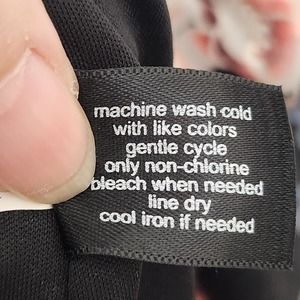 machine wash cold
with like colors
gentle cycle
only non-chlorine
bleach when needed
line dry
cool iron if needed